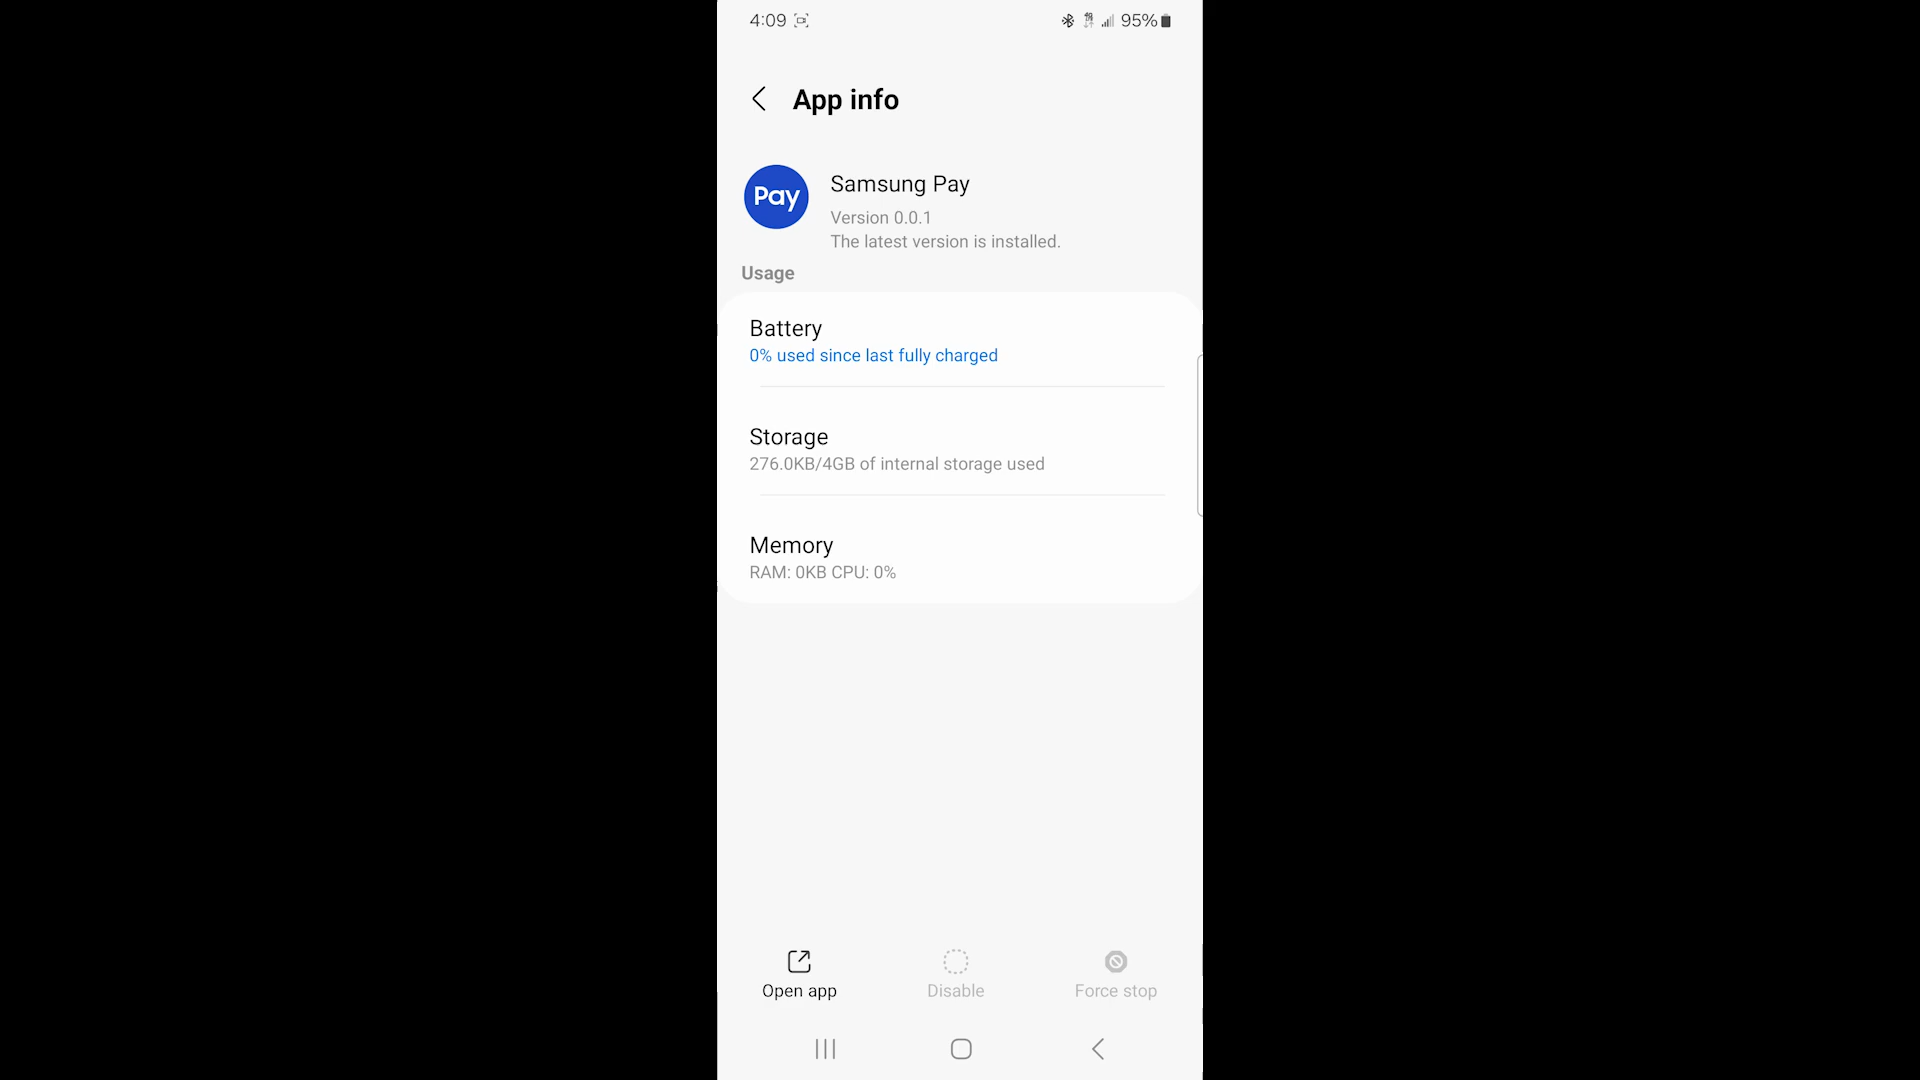 4:09 95%
App info
Pay
Samsung Pay
Version 0.0.1
The latest version is installed.
Usage
Battery
0% used since last fully charged
Storage
276.0KB/4GB of internal storage used
Memory
RAM: 0KB CPU: 0%
Open app Disable Force stop